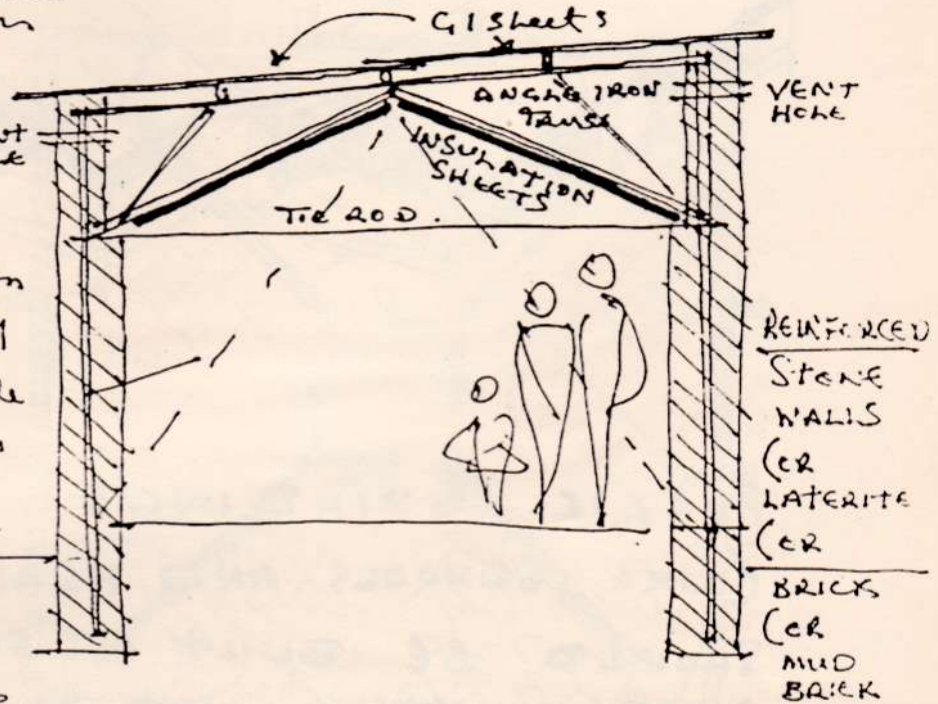 GI Sheets
ANGLE IRON
TRUSS
VENT
HOLE
INSULATION
SHEETS
TIE ROD.
REINFORCED
STONE
WALLS
(OR
LATERITE
(OR
BRICK
(OR
MUD
BRICK